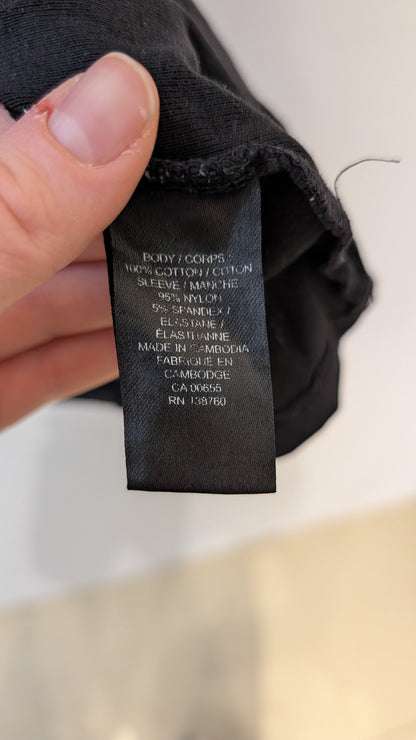 BODY / CORPS
100% COTTON / COTON
SLEEVE / MANCHE
95% NYLON
5% SPANDEX /
ELASTANE /
ÉLASTHANNE
MADE IN CAMBODIA
FABRIQUÉ EN
CAMBODGE
CA 00655
RN 138760